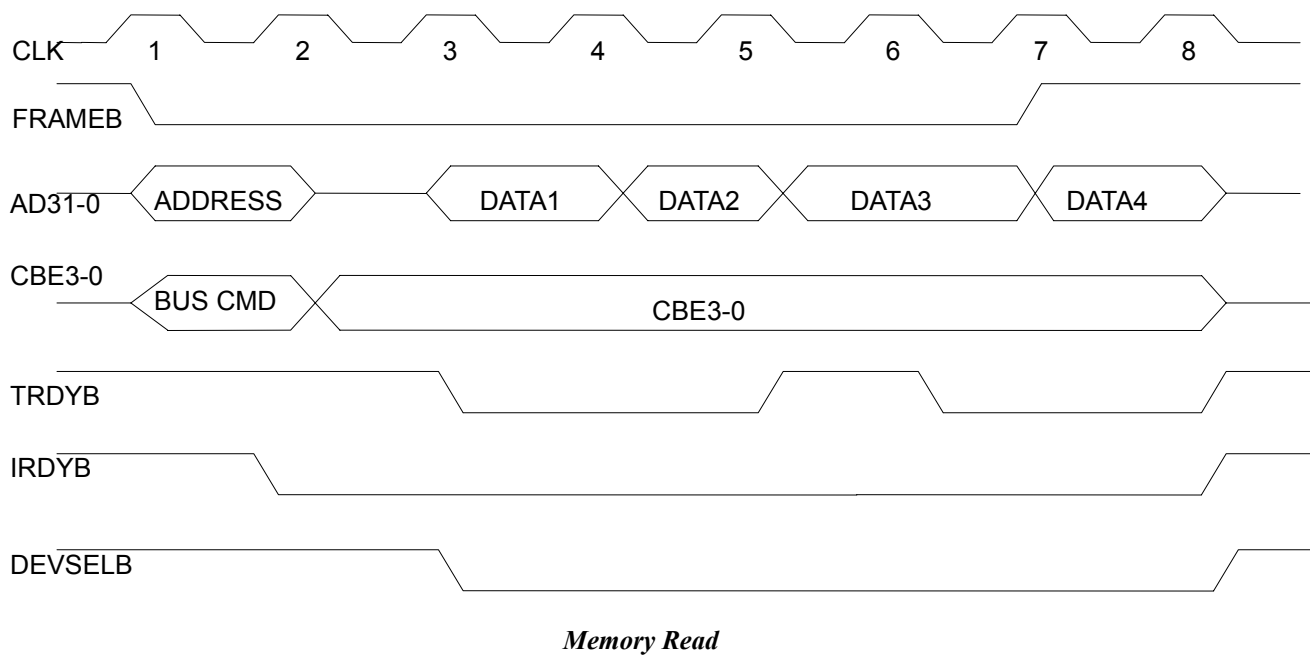 CLK 1 2 3 4 5 6 7 8
FRAMEB
AD31-0 ADDRESS DATA1 DATA2 DATA3 DATA4
CBE3-0 BUS CMD CBE3-0
TRDYB
IRDYB
DEVSELB
Memory Read